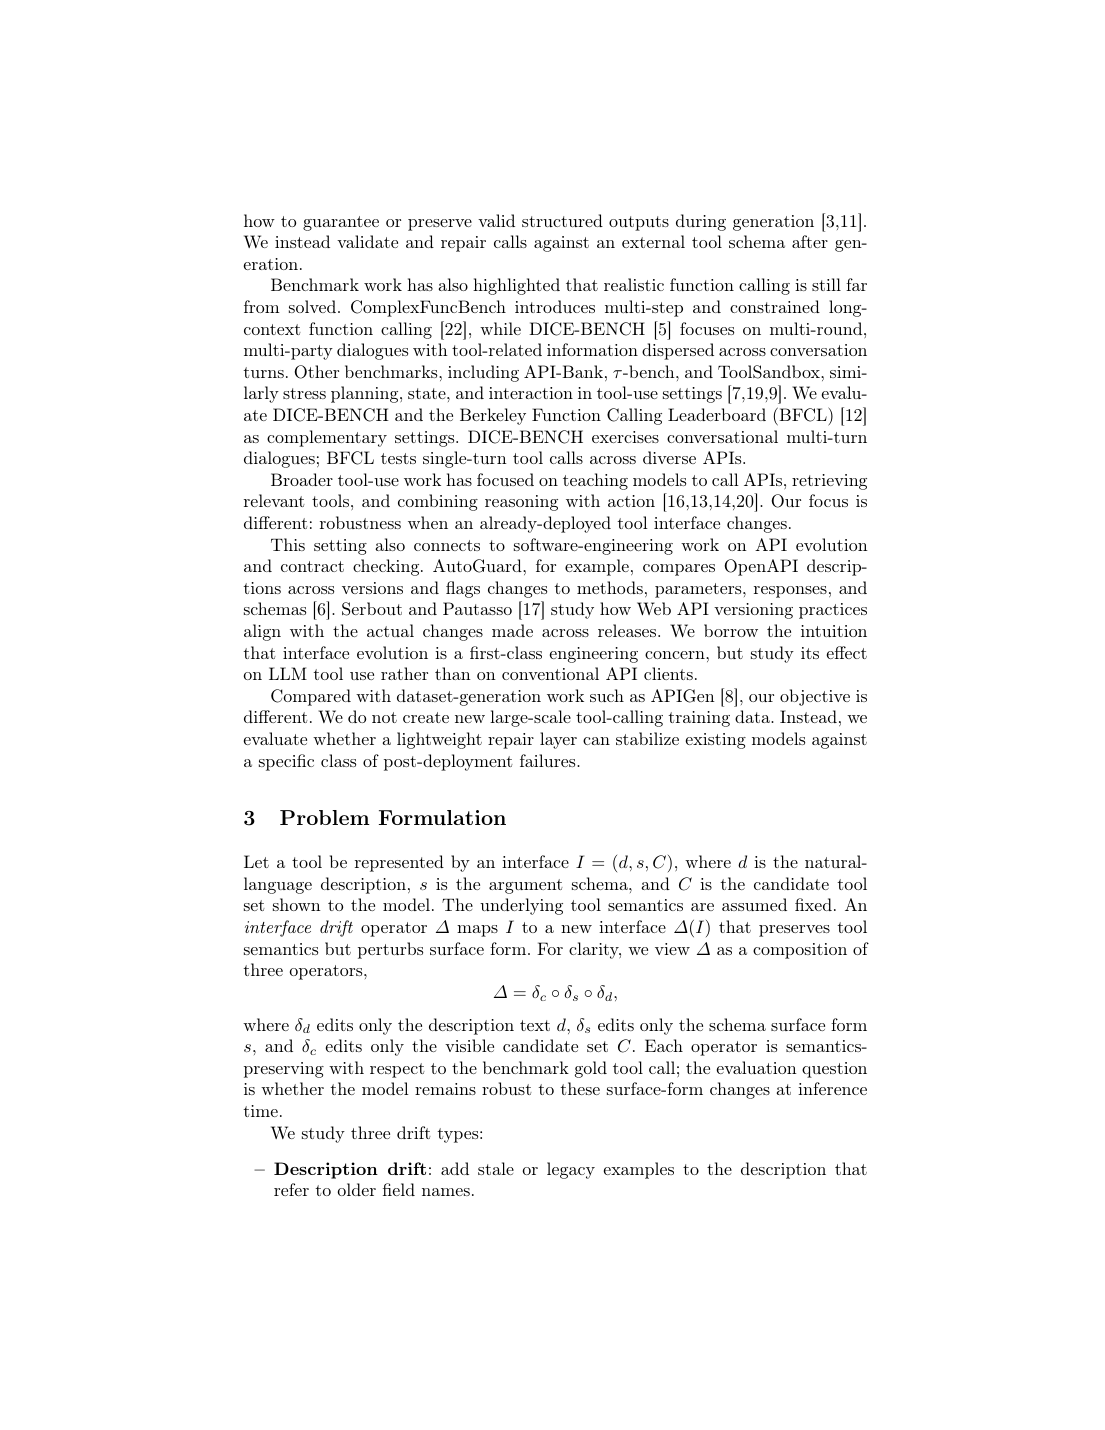 how to guarantee or preserve valid structured outputs during generation [3,11].
We instead validate and repair calls against an external tool schema after gen-
eration.
Benchmark work has also highlighted that realistic function calling is still far
from solved. ComplexFuncBench introduces multi-step and constrained long-
context function calling [22], while DICE-BENCH [5] focuses on multi-round,
multi-party dialogues with tool-related information dispersed across conversation
turns. Other benchmarks, including API-Bank, τ-bench, and ToolSandbox, simi-
larly stress planning, state, and interaction in tool-use settings [7,19,9]. We evalu-
ate DICE-BENCH and the Berkeley Function Calling Leaderboard (BFCL) [12]
as complementary settings. DICE-BENCH exercises conversational multi-turn
dialogues; BFCL tests single-turn tool calls across diverse APIs.
Broader tool-use work has focused on teaching models to call APIs, retrieving
relevant tools, and combining reasoning with action [16,13,14,20]. Our focus is
different: robustness when an already-deployed tool interface changes.
This setting also connects to software-engineering work on API evolution
and contract checking. AutoGuard, for example, compares OpenAPI descrip-
tions across versions and flags changes to methods, parameters, responses, and
schemas [6]. Serbout and Pautasso [17] study how Web API versioning practices
align with the actual changes made across releases. We borrow the intuition
that interface evolution is a first-class engineering concern, but study its effect
on LLM tool use rather than on conventional API clients.
Compared with dataset-generation work such as APIGen [8], our objective is
different. We do not create new large-scale tool-calling training data. Instead, we
evaluate whether a lightweight repair layer can stabilize existing models against
a specific class of post-deployment failures.
3 Problem Formulation
Let a tool be represented by an interface I = (d, s, C), where d is the natural-
language description, s is the argument schema, and C is the candidate tool
set shown to the model. The underlying tool semantics are assumed fixed. An
interface drift operator Δ maps I to a new interface Δ(I) that preserves tool
semantics but perturbs surface form. For clarity, we view Δ as a composition of
three operators,
Δ = δc ∘ δs ∘ δd,
where δd edits only the description text d, δs edits only the schema surface form
s, and δc edits only the visible candidate set C. Each operator is semantics-
preserving with respect to the benchmark gold tool call; the evaluation question
is whether the model remains robust to these surface-form changes at inference
time.
We study three drift types:
– Description drift: add stale or legacy examples to the description that
refer to older field names.